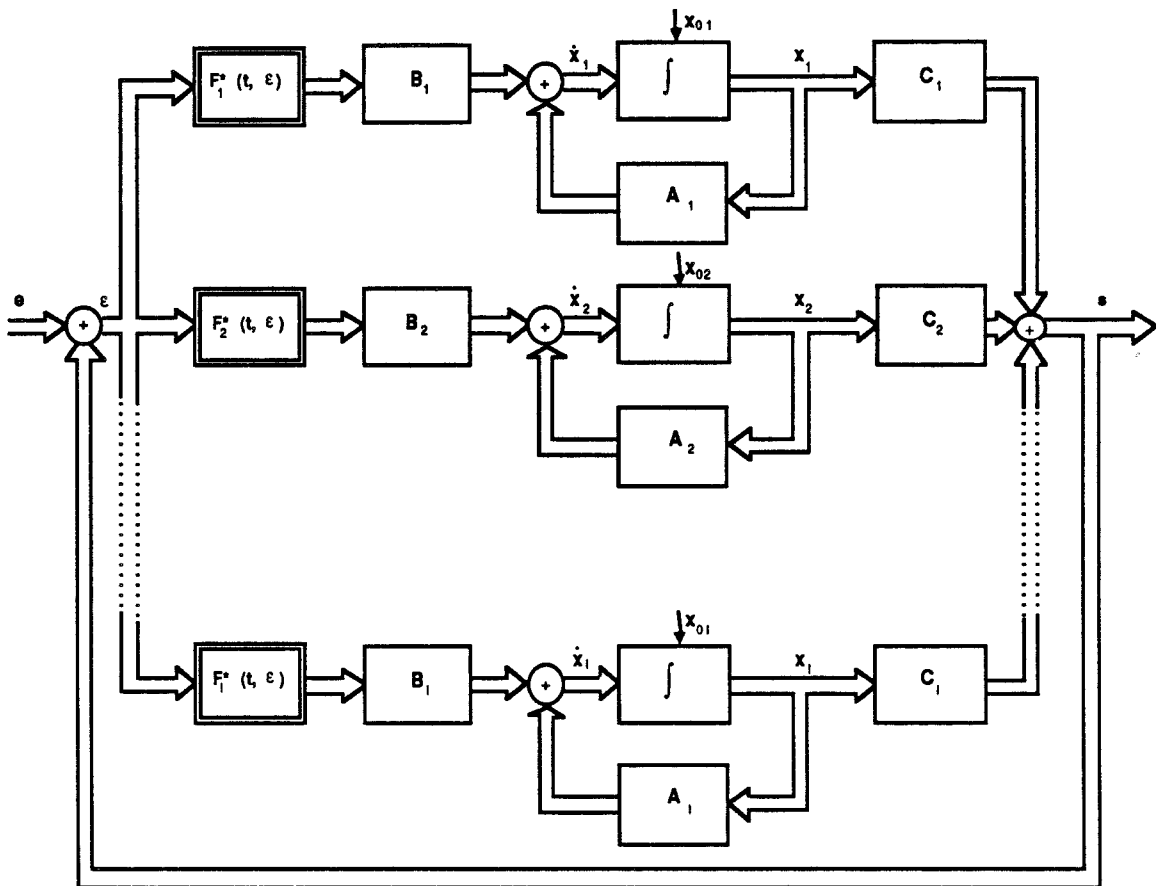 x₀₁
F₁* (t, ε) B₁ + ẋ₁ ∫ x₁ C₁
A₁
x₀₂
e + ε F₂* (t, ε) B₂ + ẋ₂ ∫ x₂ C₂ + s
A₂
x₀ₗ
Fₗ* (t, ε) Bₗ + ẋₗ ∫ xₗ Cₗ
Aₗ